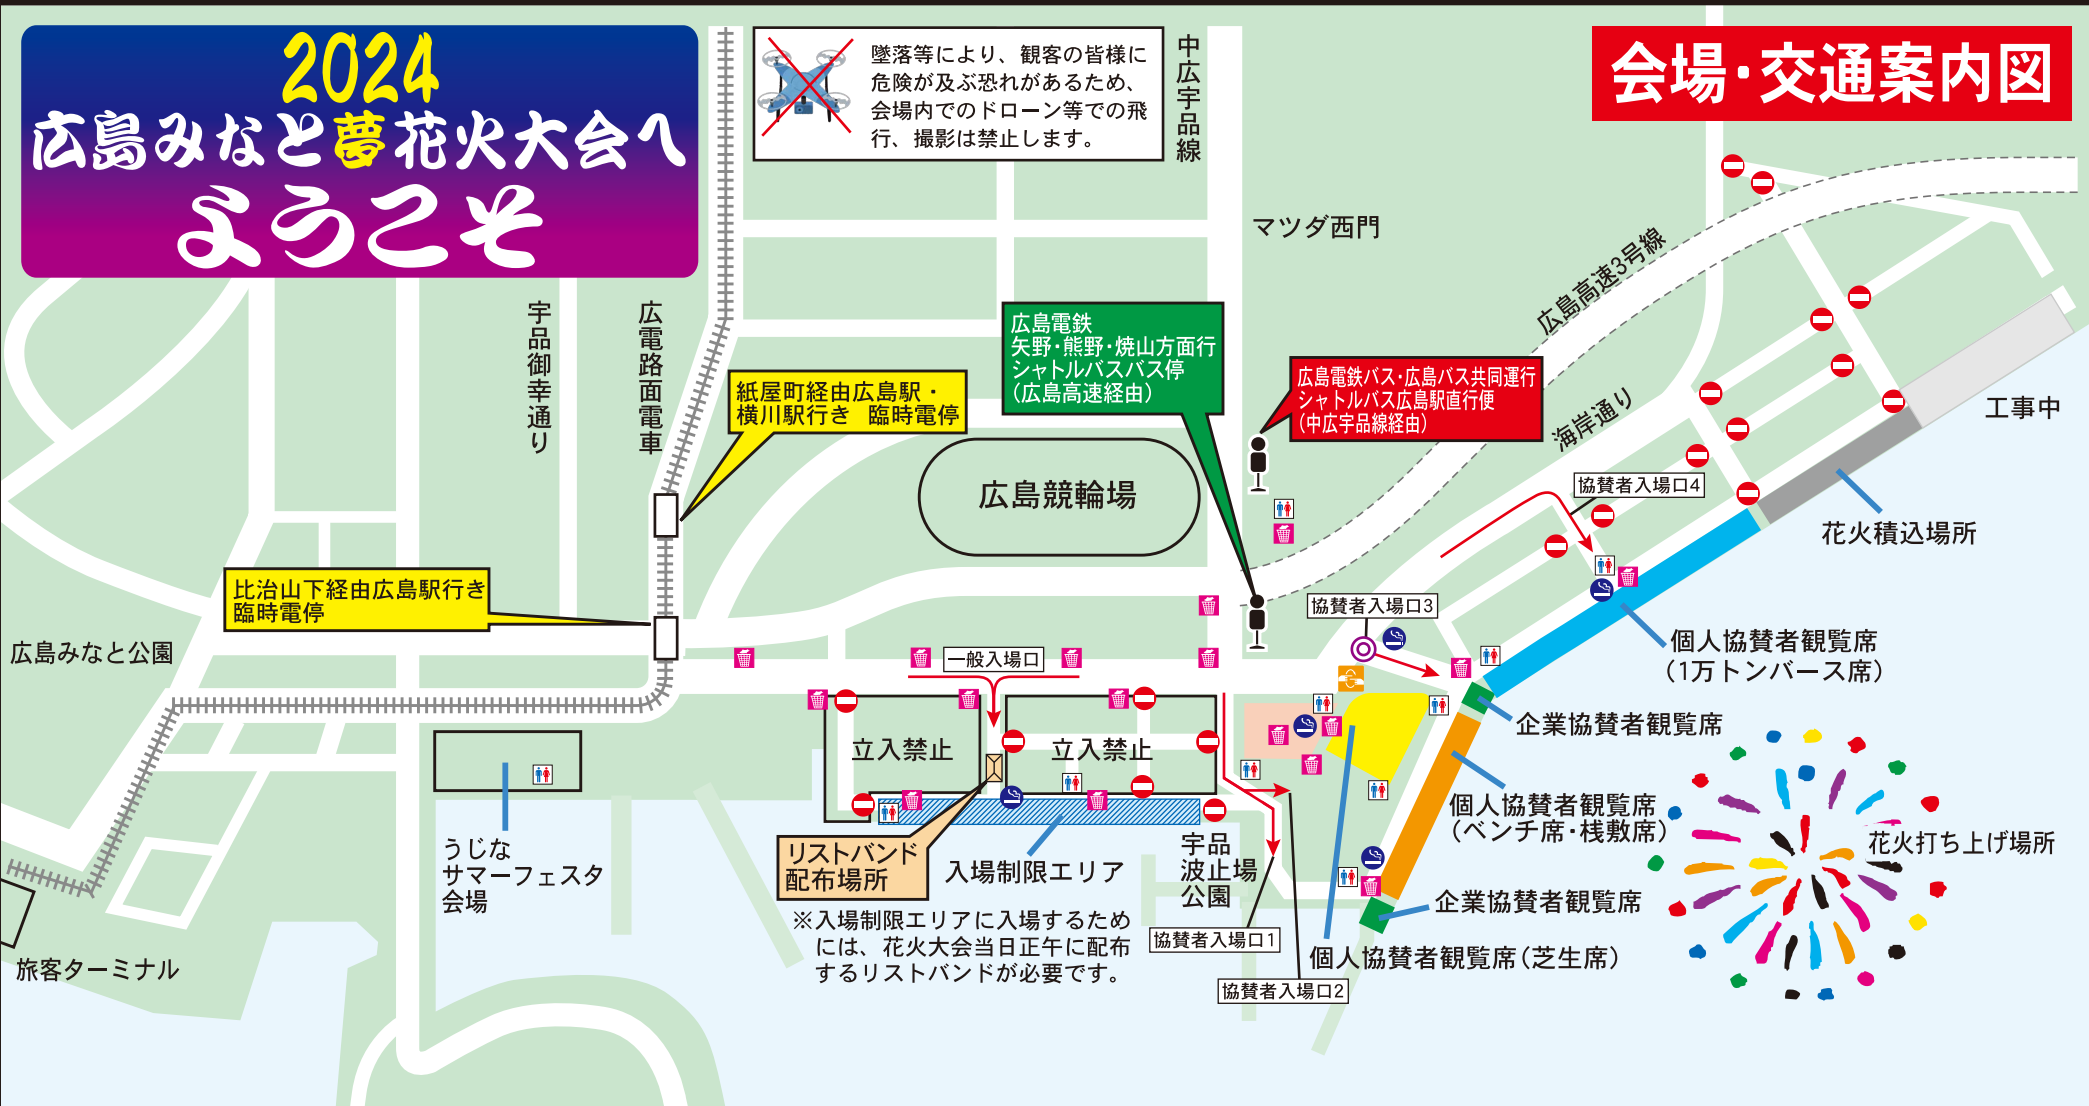 2024
広島みなと夢花火大会へ
ようこそ
墜落等により、観客の皆様に
危険が及ぶ恐れがあるため、
会場内でのドローン等での飛
行、撮影は禁止します。
中広宇品線
会場・交通案内図
マツダ西門
広島高速3号線
宇品御幸通り
広電路面電車
広島電鉄
矢野・熊野・焼山方面行
シャトルバスバス停
（広島高速経由）
広島電鉄バス・広島バス共同運行
シャトルバス広島駅直行便
（中広宇品線経由）
紙屋町経由広島駅・
横川駅行き 臨時電停
海岸通り
工事中
広島競輪場
協賛者入場口4
花火積込場所
比治山下経由広島駅行き
臨時電停
協賛者入場口3
広島みなと公園
一般入場口
個人協賛者観覧席
（1万トンバース席）
企業協賛者観覧席
立入禁止
立入禁止
個人協賛者観覧席
（ベンチ席・桟敷席）
花火打ち上げ場所
うじな
サマーフェスタ
会場
リストバンド
配布場所
入場制限エリア
宇品
波止場
公園
企業協賛者観覧席
※入場制限エリアに入場するため
には、花火大会当日正午に配布
するリストバンドが必要です。
協賛者入場口1
個人協賛者観覧席（芝生席）
旅客ターミナル
協賛者入場口2